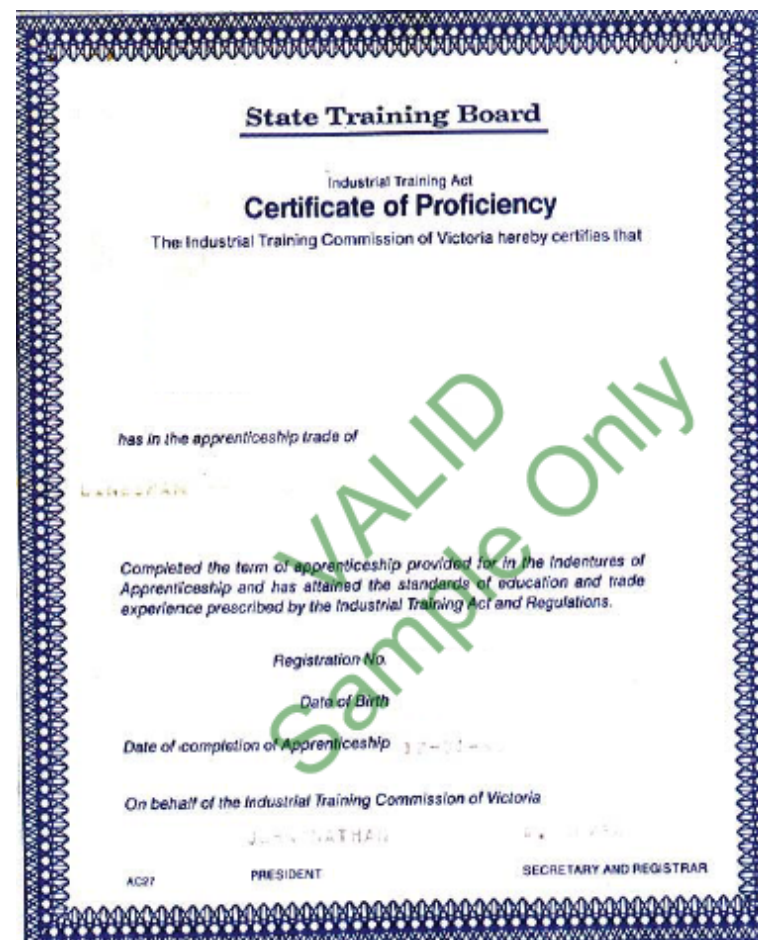 State Training Board
Industrial Training Act
Certificate of Proficiency
The Industrial Training Commission of Victoria hereby certifies that
has in the apprenticeship trade of
VALID
Sample Only
Completed the term of apprenticeship provided for in the Indentures of
Apprenticeship and has attained the standards of education and trade
experience prescribed by the Industrial Training Act and Regulations.
Registration No.
Date of Birth
Date of completion of Apprenticeship
On behalf of the Industrial Training Commission of Victoria
AC27 PRESIDENT SECRETARY AND REGISTRAR